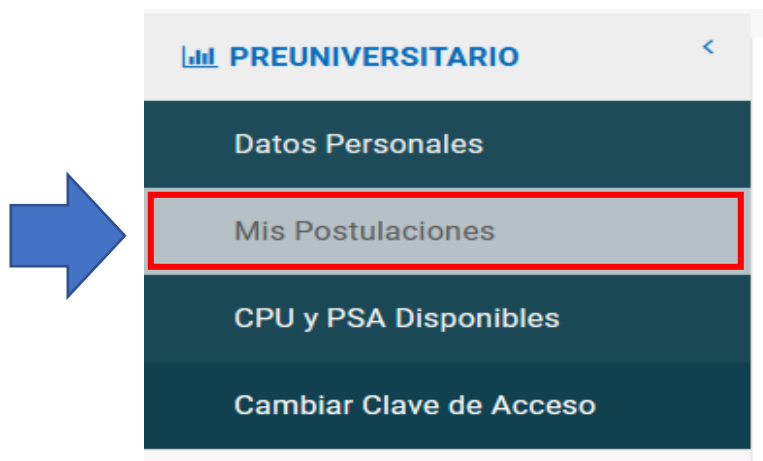 PREUNIVERSITARIO
Datos Personales
Mis Postulaciones
CPU y PSA Disponibles
Cambiar Clave de Acceso